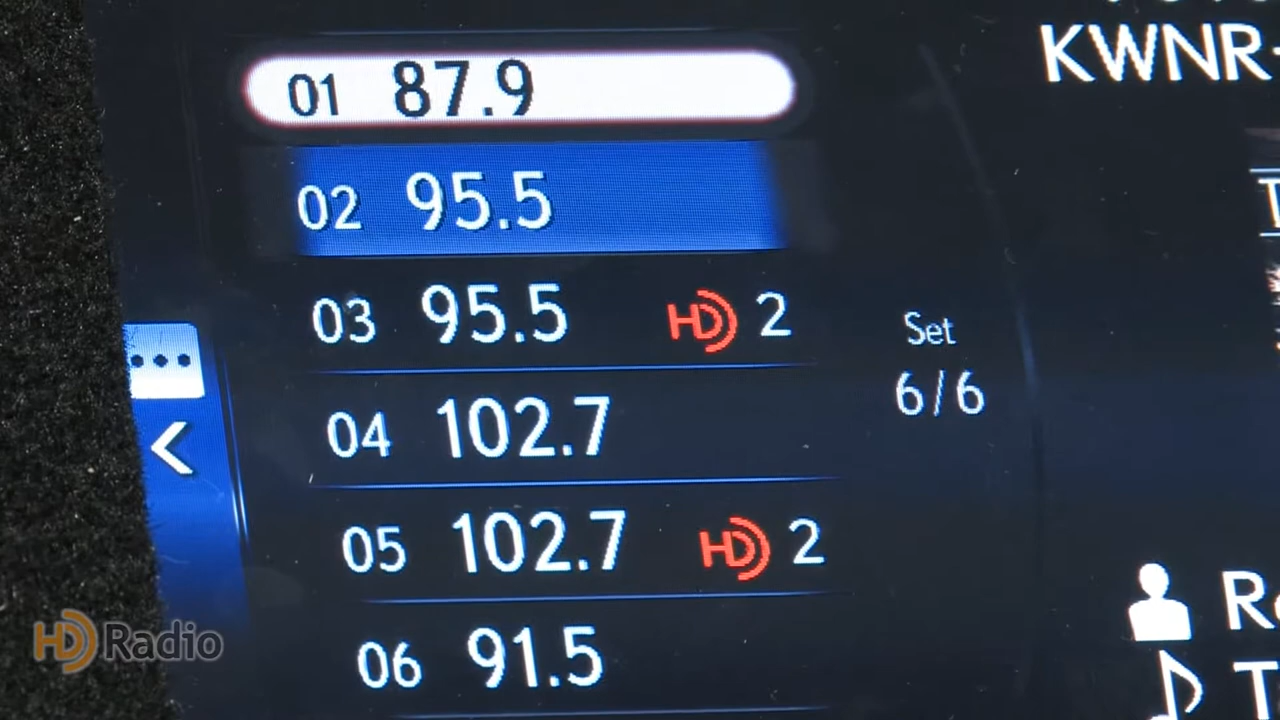 01 87.9
02 95.5
03 95.5 HD 2
04 102.7
05 102.7 HD 2
06 91.5
Set
6/6
KWNR-
HD Radio